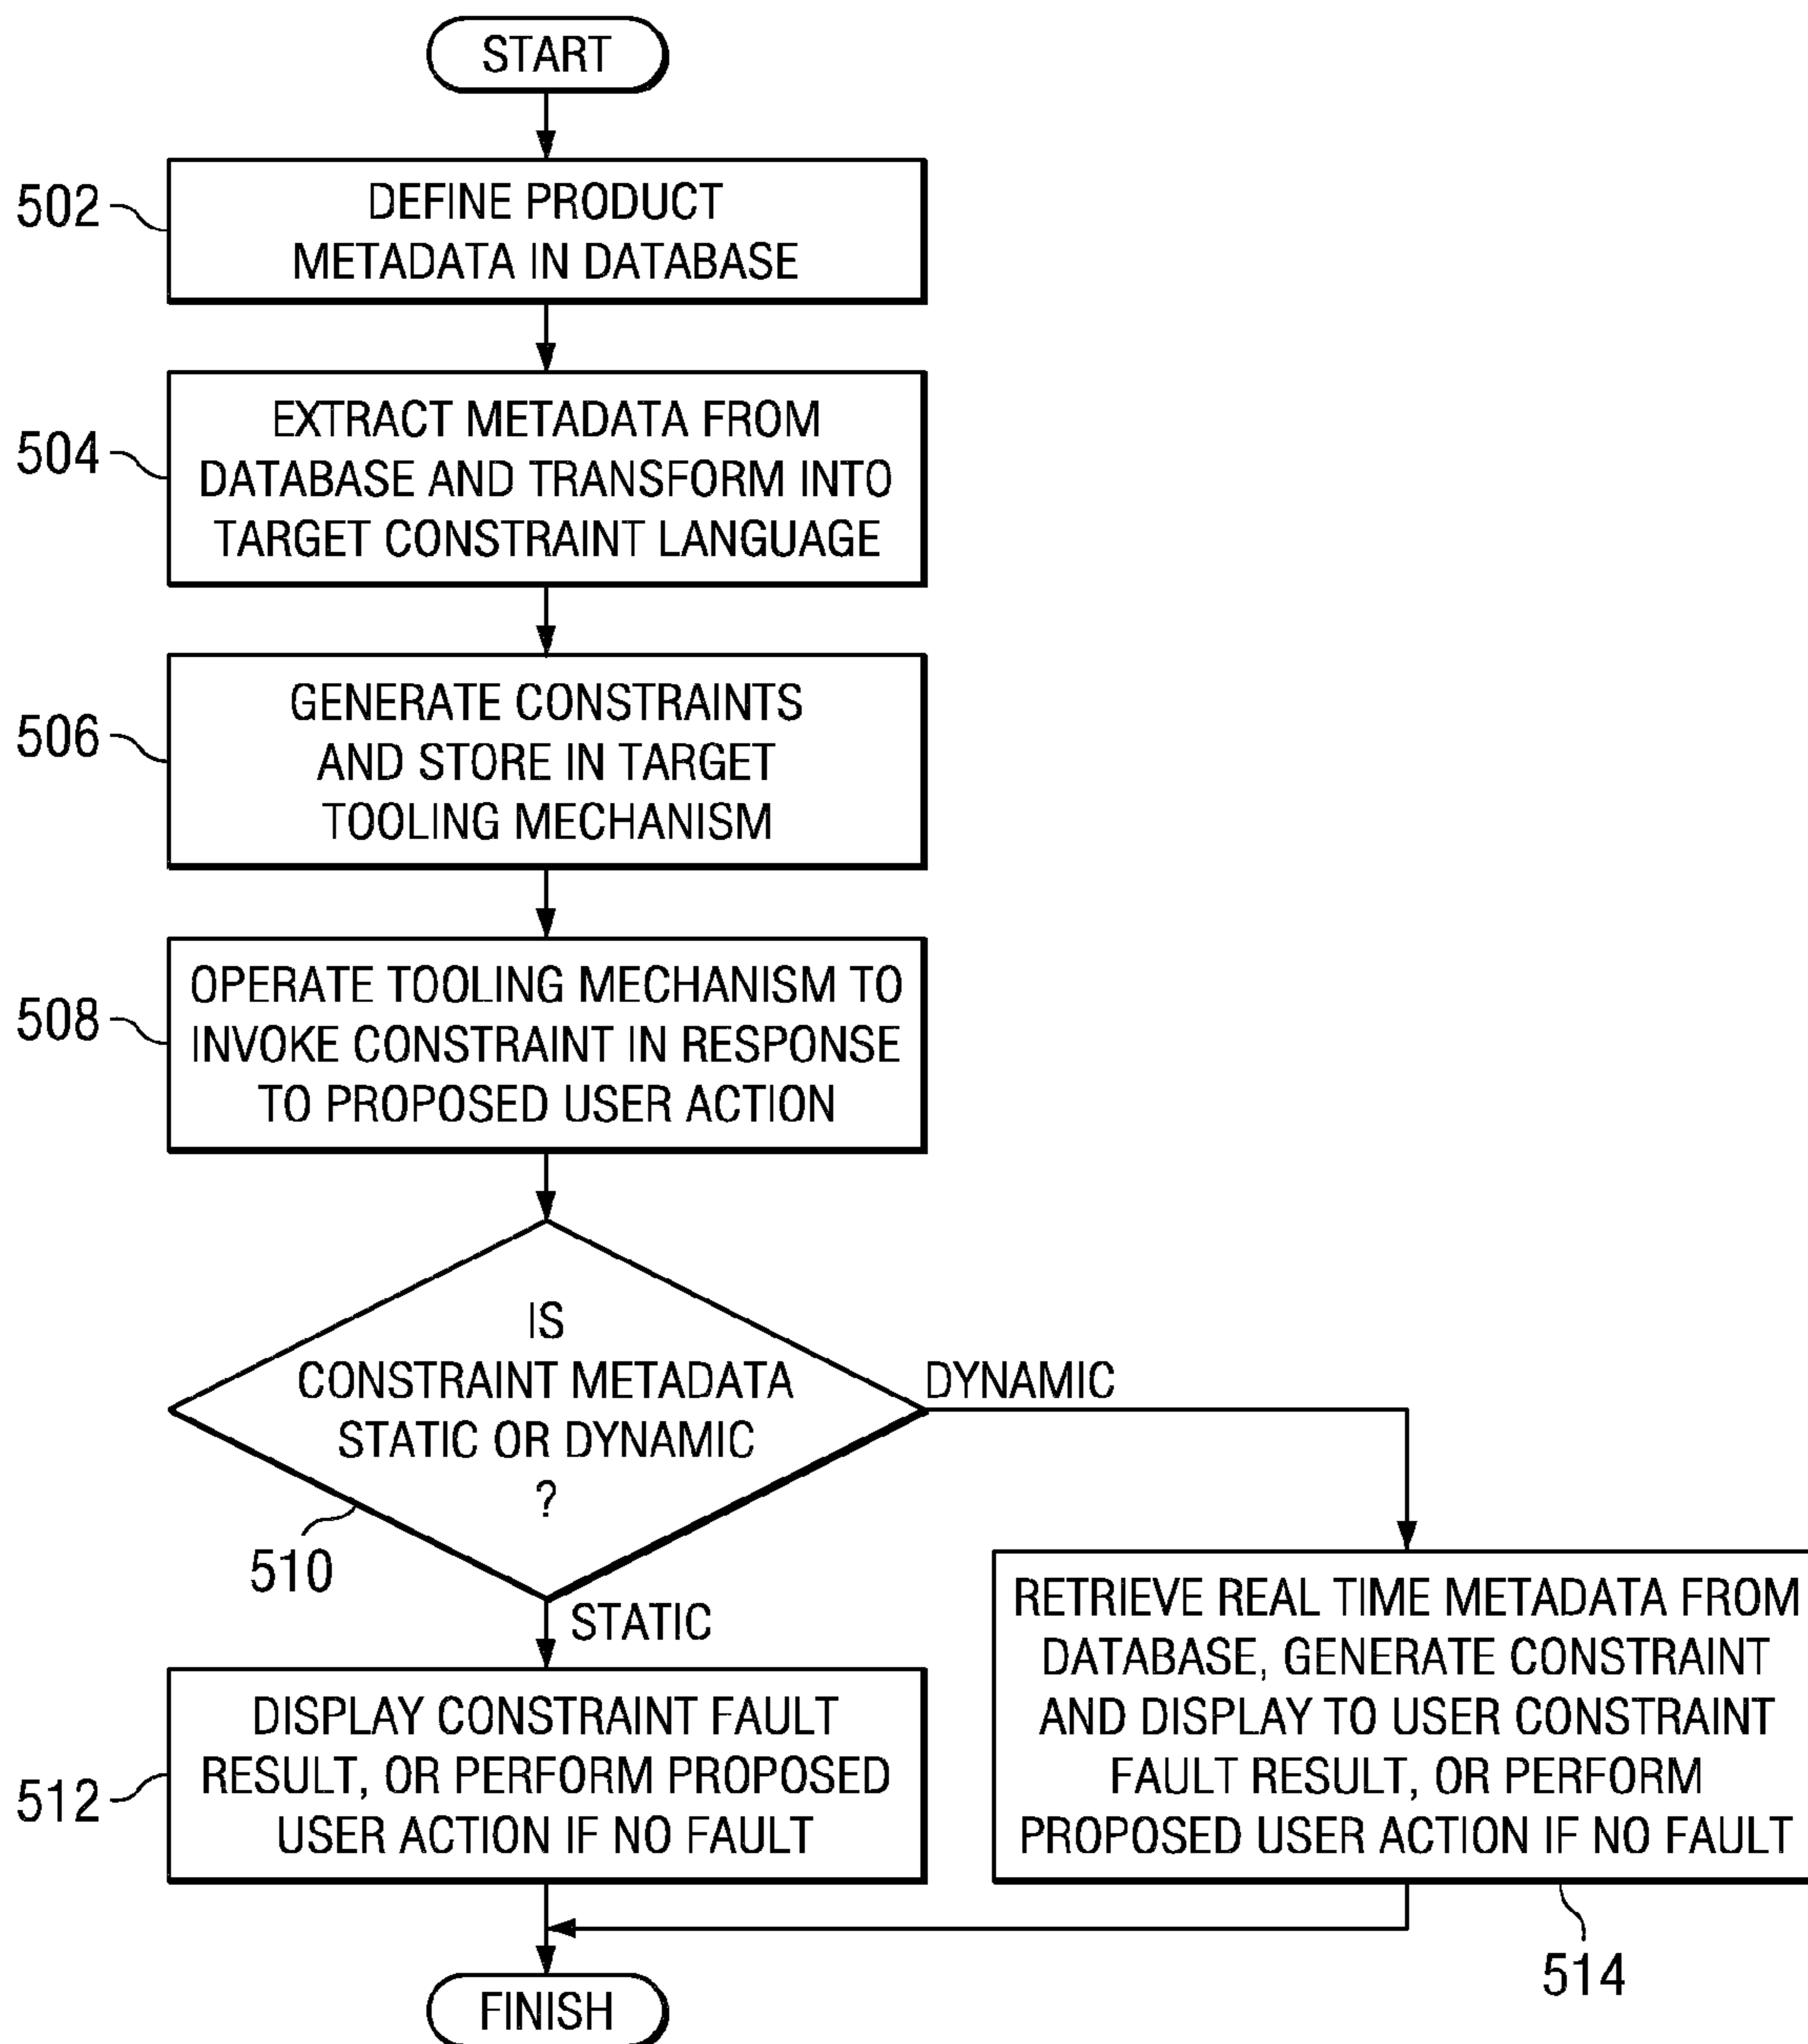 START
502
DEFINE PRODUCT
METADATA IN DATABASE
504
EXTRACT METADATA FROM
DATABASE AND TRANSFORM INTO
TARGET CONSTRAINT LANGUAGE
506
GENERATE CONSTRAINTS
AND STORE IN TARGET
TOOLING MECHANISM
508
OPERATE TOOLING MECHANISM TO
INVOKE CONSTRAINT IN RESPONSE
TO PROPOSED USER ACTION
IS
CONSTRAINT METADATA
STATIC OR DYNAMIC
?
510
DYNAMIC
STATIC
512
DISPLAY CONSTRAINT FAULT
RESULT, OR PERFORM PROPOSED
USER ACTION IF NO FAULT
RETRIEVE REAL TIME METADATA FROM
DATABASE, GENERATE CONSTRAINT
AND DISPLAY TO USER CONSTRAINT
FAULT RESULT, OR PERFORM
PROPOSED USER ACTION IF NO FAULT
514
FINISH